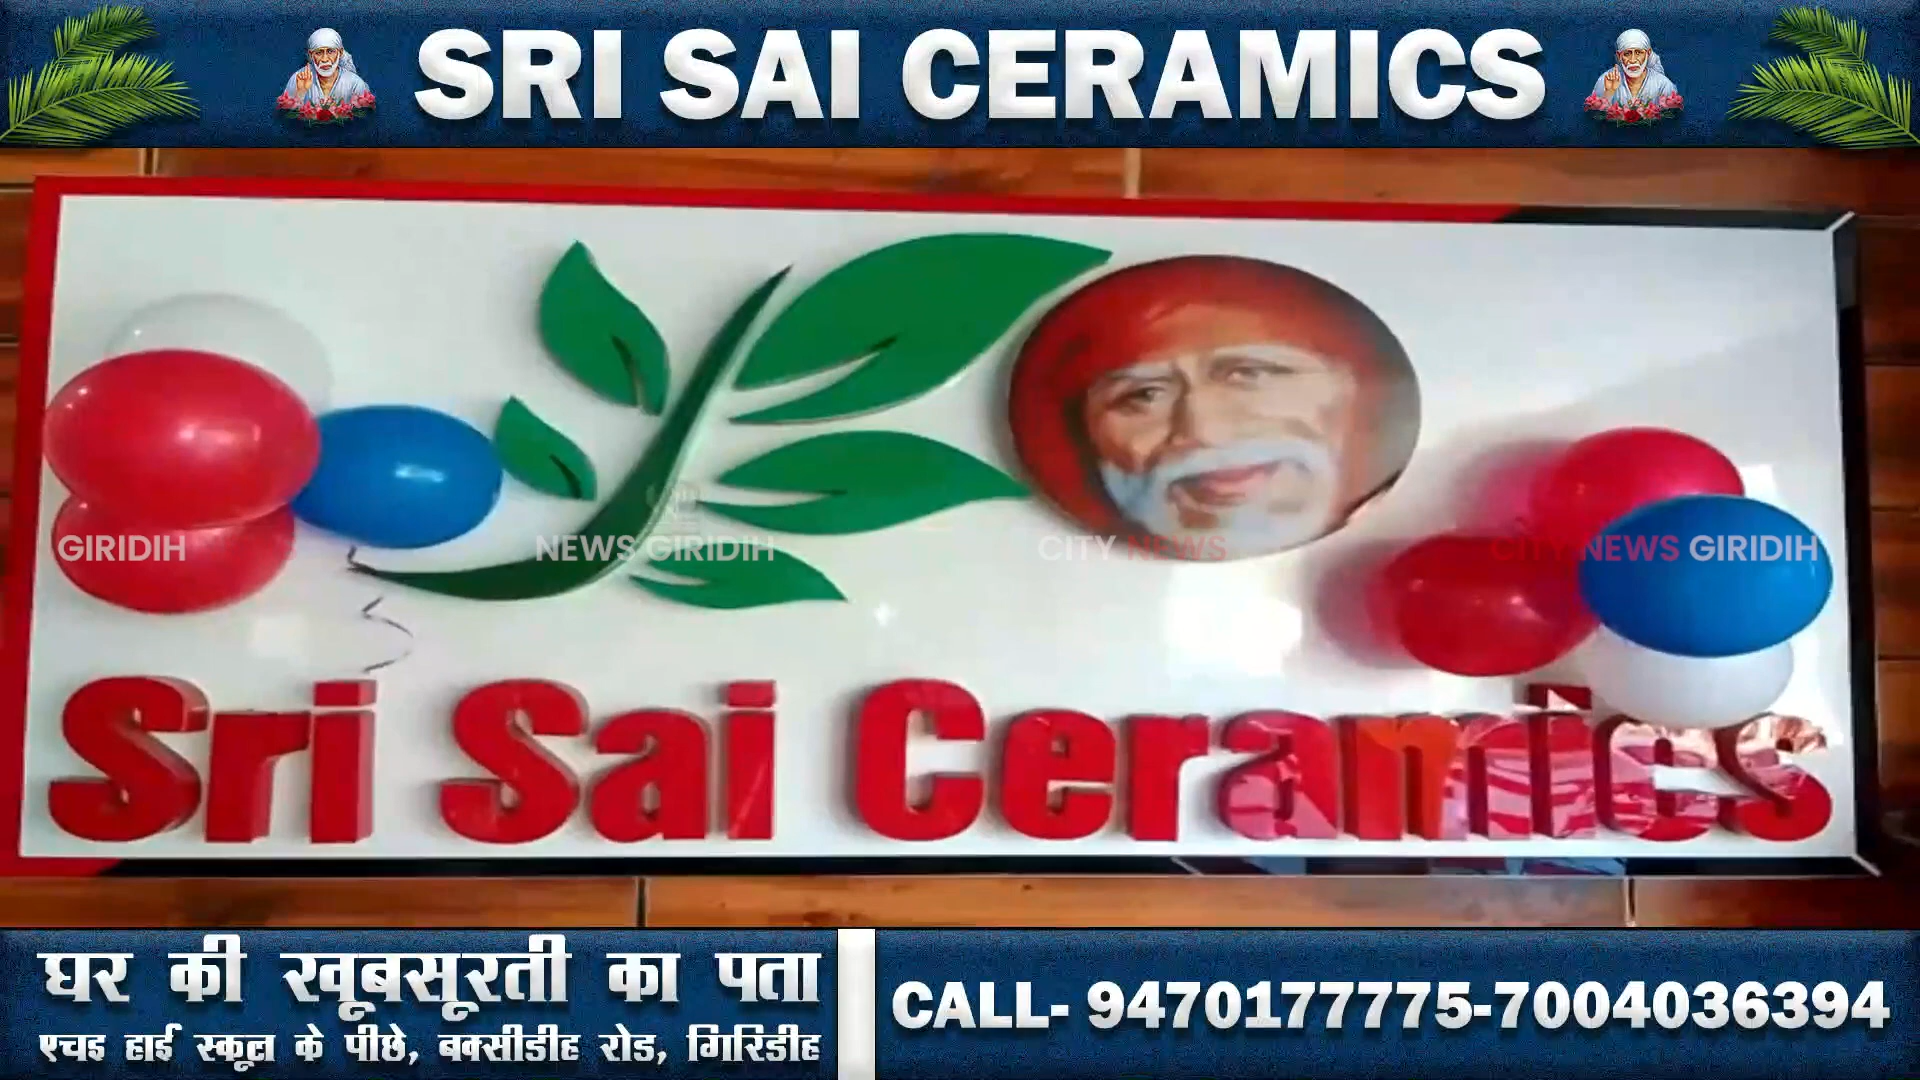 SRI SAI CERAMICS
GIRIDIH NEWS GIRIDIH CITY NEWS CITY NEWS GIRIDIH
Sri Sai Ceramics
घर की खूबसूरती का पता
एचइ हाई स्कूल के पीछे, बक्सीडीह रोड, गिरिडीह
CALL- 9470177775-7004036394